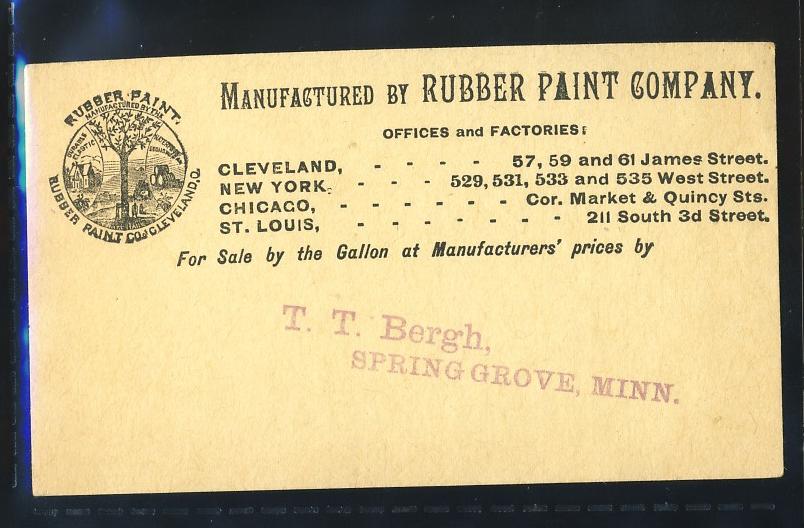 RUBBER PAINT.
MANUFACTURED BY THE
RUBBER PAINT CO. CLEVELAND, O.
MANUFACTURED BY RUBBER PAINT COMPANY.
OFFICES and FACTORIES:
CLEVELAND, - - - - 57, 59 and 61 James Street.
NEW YORK, - - - 529, 531, 533 and 535 West Street.
CHICAGO, - - - - - - Cor. Market & Quincy Sts.
ST. LOUIS, - - - - - - - 211 South 3d Street.
For Sale by the Gallon at Manufacturers' prices by
T. T. Bergh,
SPRING GROVE, MINN.